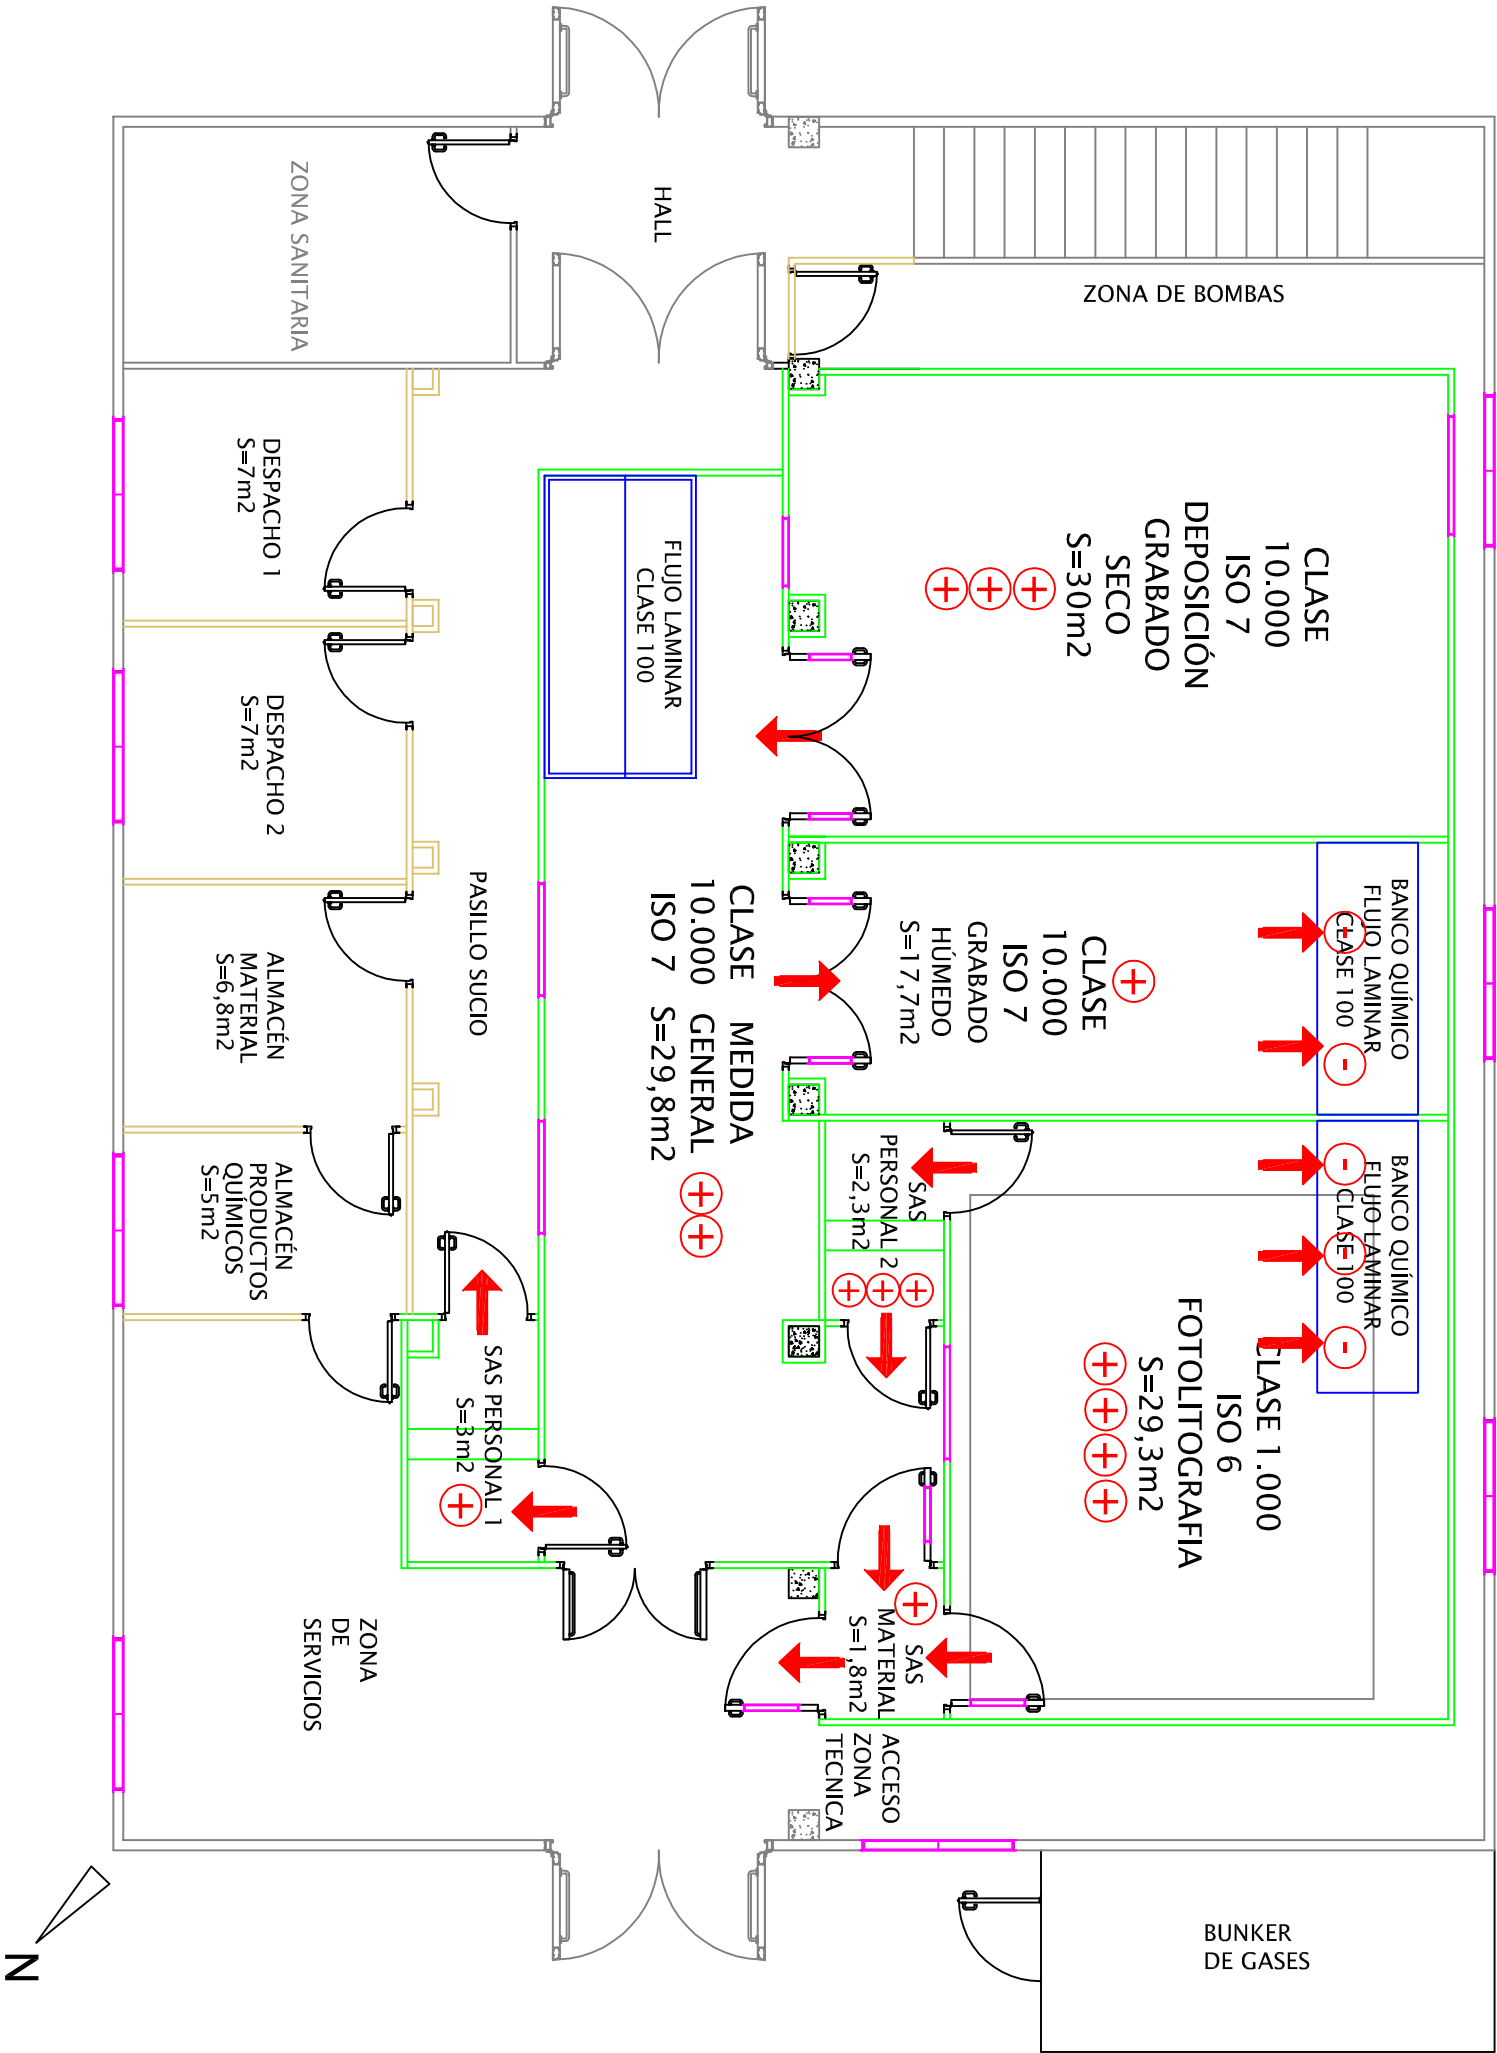 HALL
ZONA SANITARIA
ZONA DE BOMBAS
DESPACHO 1
S=7m2
DESPACHO 2
S=7m2
ALMACÉN
MATERIAL
S=6,8m2
ALMACÉN
PRODUCTOS
QUÍMICOS
S=5m2
PASILLO SUCIO
FLUJO LAMINAR
CLASE 100
CLASE
10.000
ISO 7
DEPOSICIÓN
GRABADO
SECO
S=30m2
CLASE
10.000
ISO 7
GRABADO
HÚMEDO
S=17,7m2
BANCO QUÍMICO
FLUJO LAMINAR
CLASE 100
BANCO QUÍMICO
FLUJO LAMINAR
CLASE 100
CLASE MEDIDA
10.000 GENERAL
ISO 7 S=29,8m2
SAS
PERSONAL 2
S=2,3m2
CLASE 1.000
ISO 6
FOTOLITOGRAFIA
S=29,3m2
SAS PERSONAL 1
S=3m2
SAS
MATERIAL
S=1,8m2
ACCESO
ZONA
TECNICA
ZONA
DE
SERVICIOS
BUNKER
DE GASES
N